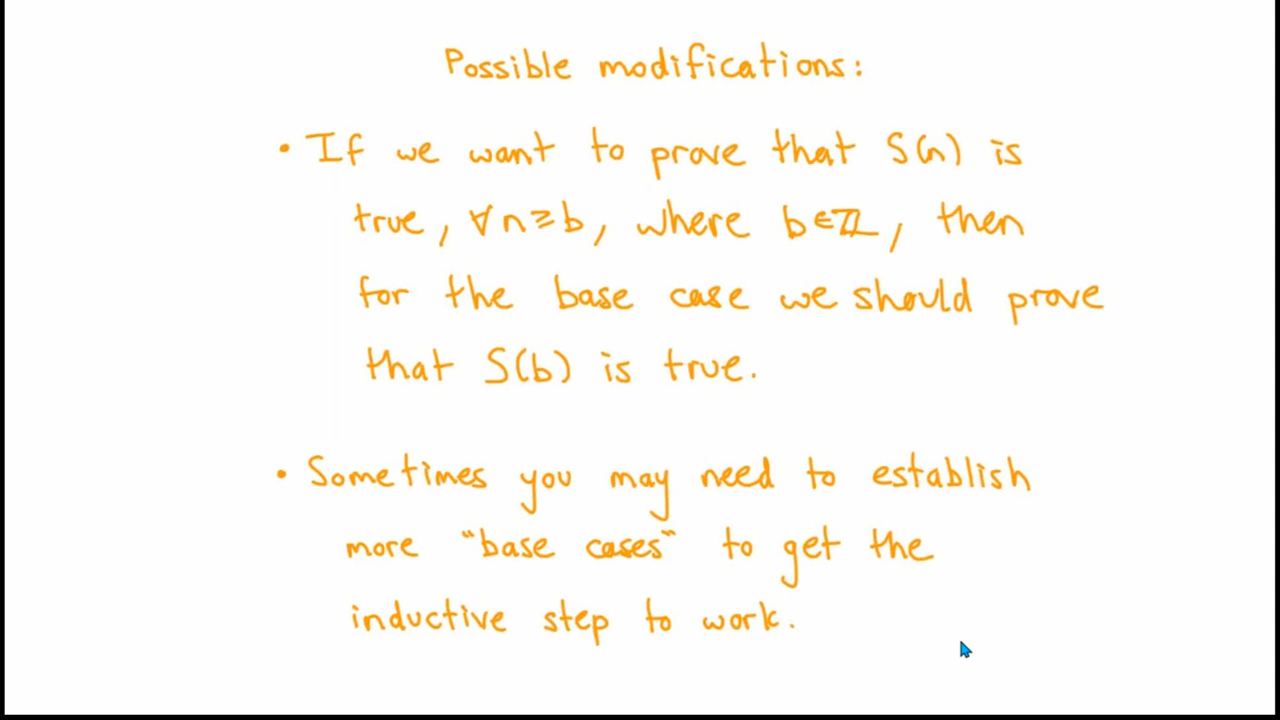 Possible modifications:
• If we want to prove that S(n) is
true, ∀n≥b, where b∈ℤ, then
for the base case we should prove
that S(b) is true.
• Sometimes you may need to establish
more "base cases" to get the
inductive step to work.